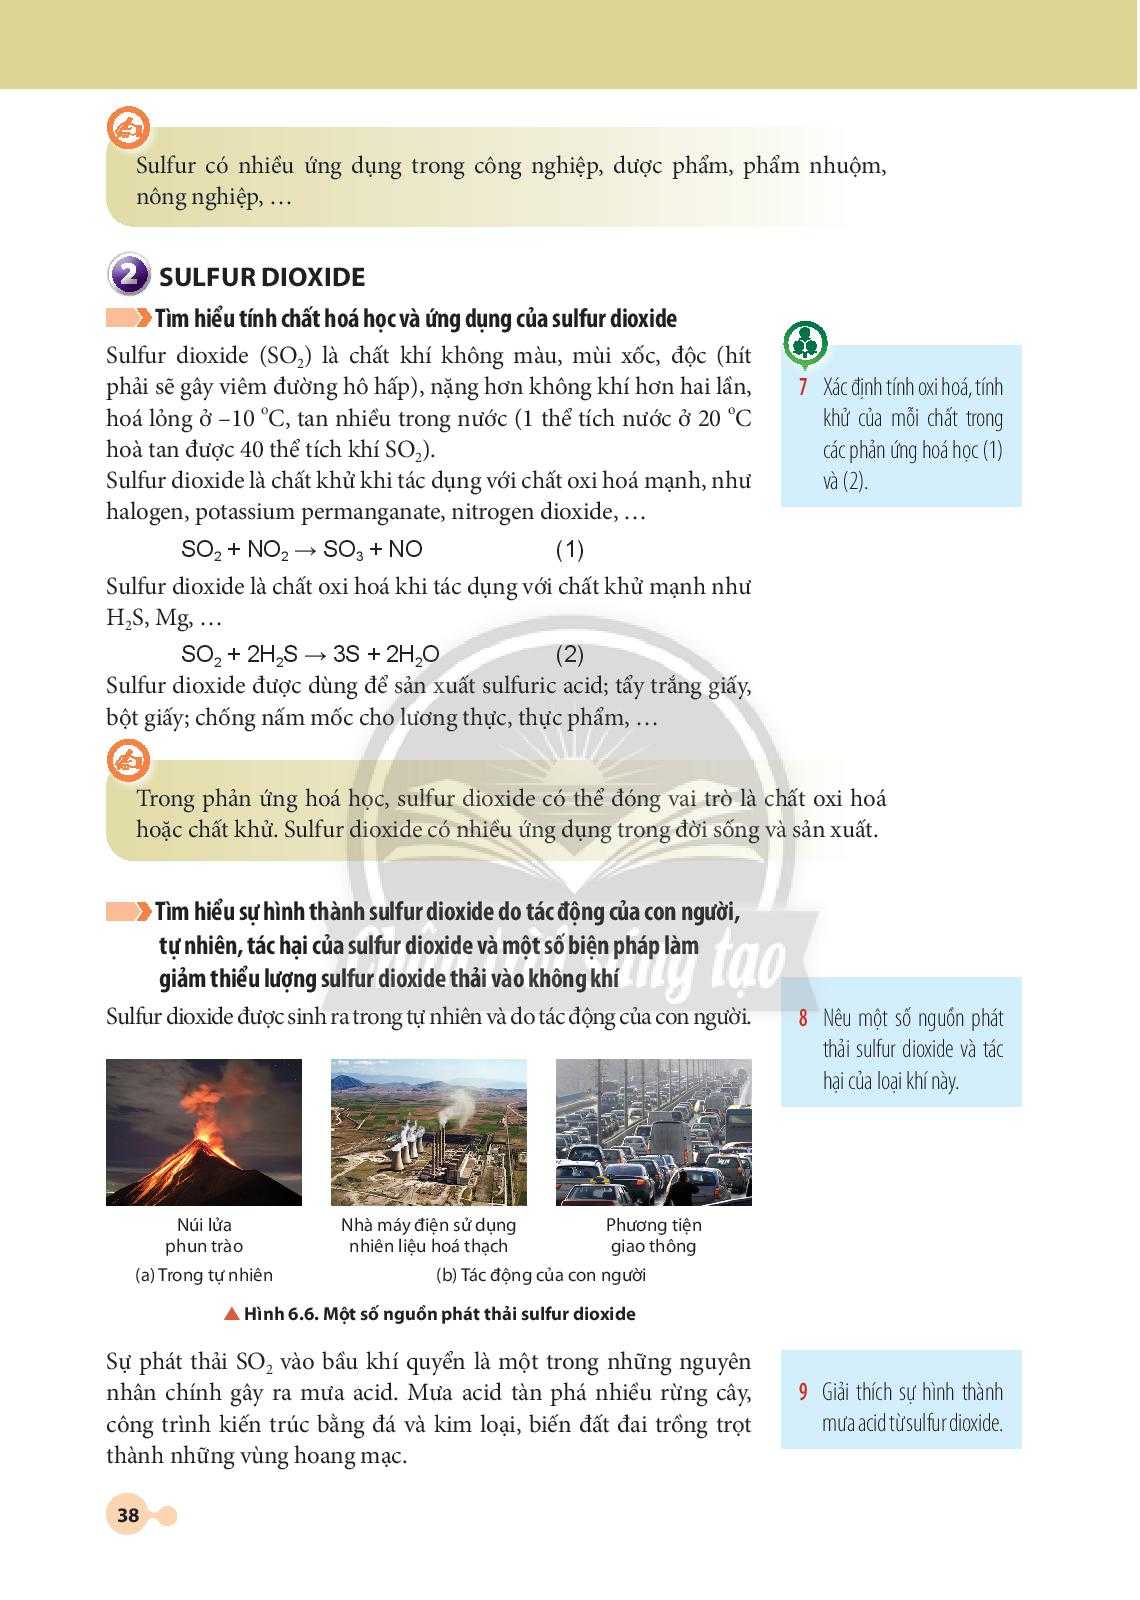 Sulfur có nhiều ứng dụng trong công nghiệp, dược phẩm, phẩm nhuộm,
nông nghiệp, …
2 SULFUR DIOXIDE
Tìm hiểu tính chất hoá học và ứng dụng của sulfur dioxide
Sulfur dioxide (SO₂) là chất khí không màu, mùi xốc, độc (hít
phải sẽ gây viêm đường hô hấp), nặng hơn không khí hơn hai lần,
hoá lỏng ở –10 °C, tan nhiều trong nước (1 thể tích nước ở 20 °C
hoà tan được 40 thể tích khí SO₂).
Sulfur dioxide là chất khử khi tác dụng với chất oxi hoá mạnh, như
halogen, potassium permanganate, nitrogen dioxide, …
SO₂ + NO₂ → SO₃ + NO (1)
Sulfur dioxide là chất oxi hoá khi tác dụng với chất khử mạnh như
H₂S, Mg, …
SO₂ + 2H₂S → 3S + 2H₂O (2)
Sulfur dioxide được dùng để sản xuất sulfuric acid; tẩy trắng giấy,
bột giấy; chống nấm mốc cho lương thực, thực phẩm, …
7 Xác định tính oxi hoá, tính
khử của mỗi chất trong
các phản ứng hoá học (1)
và (2).
Trong phản ứng hoá học, sulfur dioxide có thể đóng vai trò là chất oxi hoá
hoặc chất khử. Sulfur dioxide có nhiều ứng dụng trong đời sống và sản xuất.
Tìm hiểu sự hình thành sulfur dioxide do tác động của con người,
tự nhiên, tác hại của sulfur dioxide và một số biện pháp làm
giảm thiểu lượng sulfur dioxide thải vào không khí
Chân trời sáng tạo
Sulfur dioxide được sinh ra trong tự nhiên và do tác động của con người.
8 Nêu một số nguồn phát
thải sulfur dioxide và tác
hại của loại khí này.
Núi lửa
phun trào
Nhà máy điện sử dụng
nhiên liệu hoá thạch
Phương tiện
giao thông
(a) Trong tự nhiên
(b) Tác động của con người
▲ Hình 6.6. Một số nguồn phát thải sulfur dioxide
Sự phát thải SO₂ vào bầu khí quyển là một trong những nguyên
nhân chính gây ra mưa acid. Mưa acid tàn phá nhiều rừng cây,
công trình kiến trúc bằng đá và kim loại, biến đất đai trồng trọt
thành những vùng hoang mạc.
9 Giải thích sự hình thành
mưa acid từ sulfur dioxide.
38